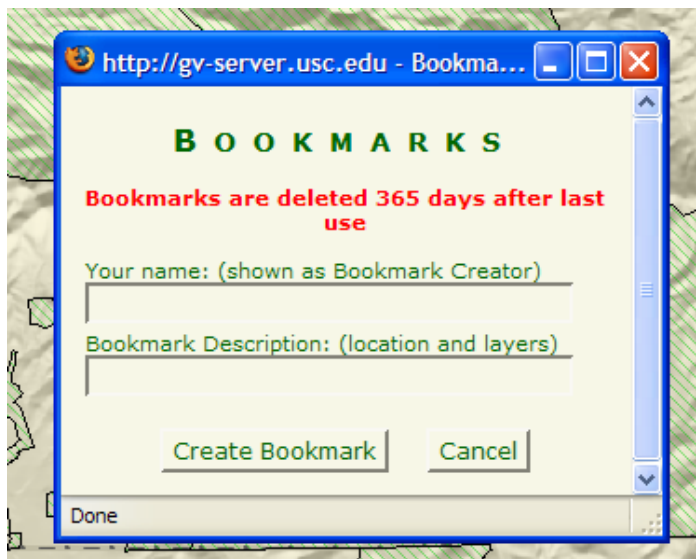 http://gv-server.usc.edu - Bookma...
BOOKMARKS
Bookmarks are deleted 365 days after last
use
Your name: (shown as Bookmark Creator)
Bookmark Description: (location and layers)
Create Bookmark Cancel
Done